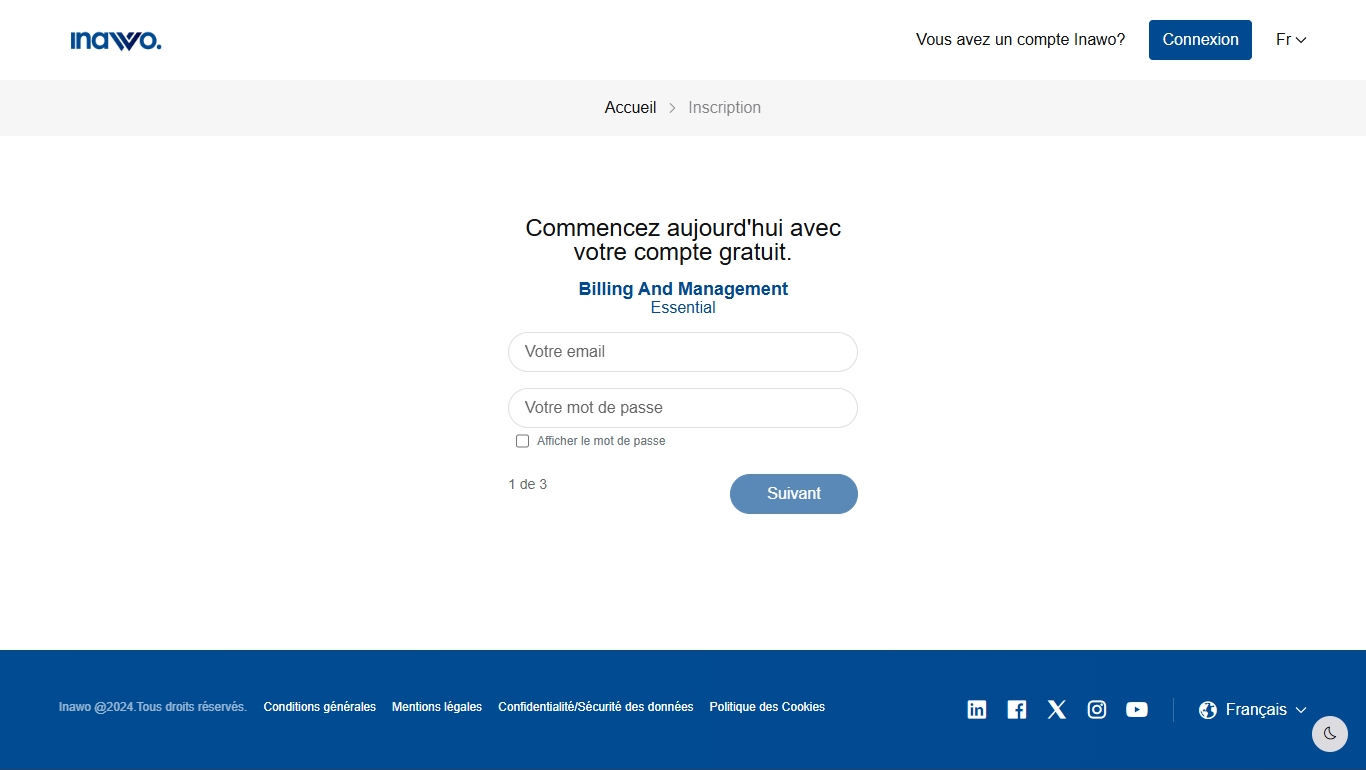 Inawo.
Vous avez un compte Inawo?
Connexion
Fr
Accueil
Inscription
Commencez aujourd'hui avec
votre compte gratuit.
Billing And Management
Essential
Votre email
Votre mot de passe
Afficher le mot de passe
1 de 3
Suivant
Inawo @2024.Tous droits réservés.
Conditions générales
Mentions légales
Confidentialité/Sécurité des données
Politique des Cookies
Français